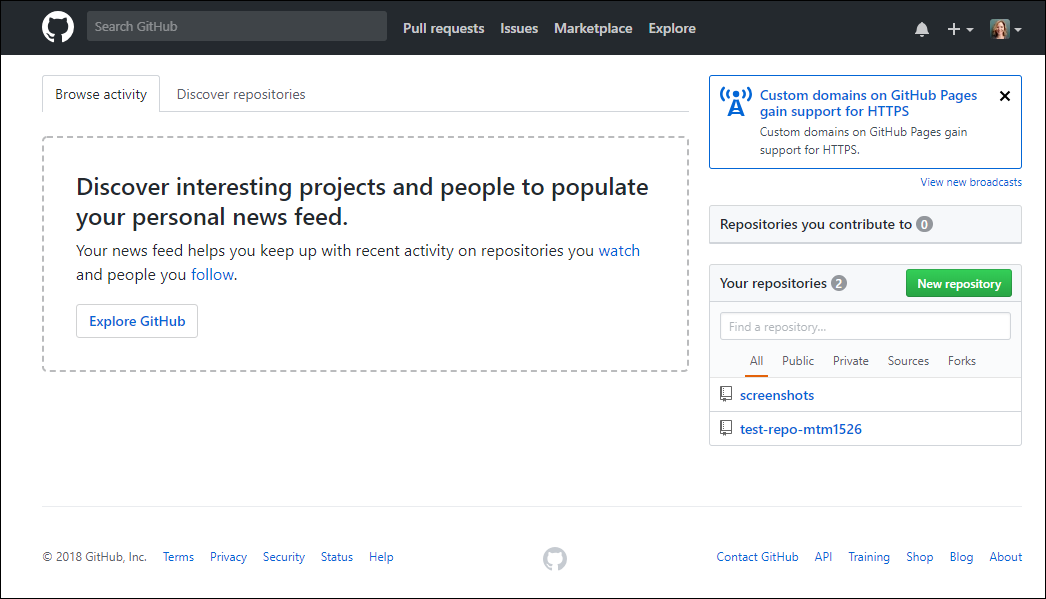 Search GitHub
Pull requests
Issues
Marketplace
Explore
Browse activity
Discover repositories
Discover interesting projects and people to populate
your personal news feed.
Your news feed helps you keep up with recent activity on repositories you watch
and people you follow.
Explore GitHub
Custom domains on GitHub Pages
gain support for HTTPS
Custom domains on GitHub Pages gain
support for HTTPS.
View new broadcasts
Repositories you contribute to 0
Your repositories 2
New repository
Find a repository...
All
Public
Private
Sources
Forks
screenshots
test-repo-mtm1526
© 2018 GitHub, Inc.
Terms
Privacy
Security
Status
Help
Contact GitHub
API
Training
Shop
Blog
About